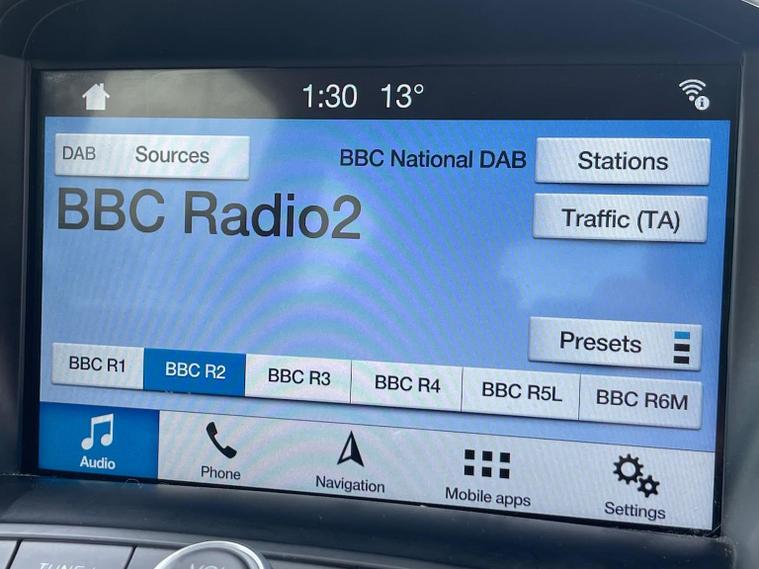 1:30 13°
DAB Sources
BBC National DAB
Stations
BBC Radio2
Traffic (TA)
Presets
BBC R1
BBC R2
BBC R3
BBC R4
BBC R5L
BBC R6M
Audio
Phone
Navigation
Mobile apps
Settings